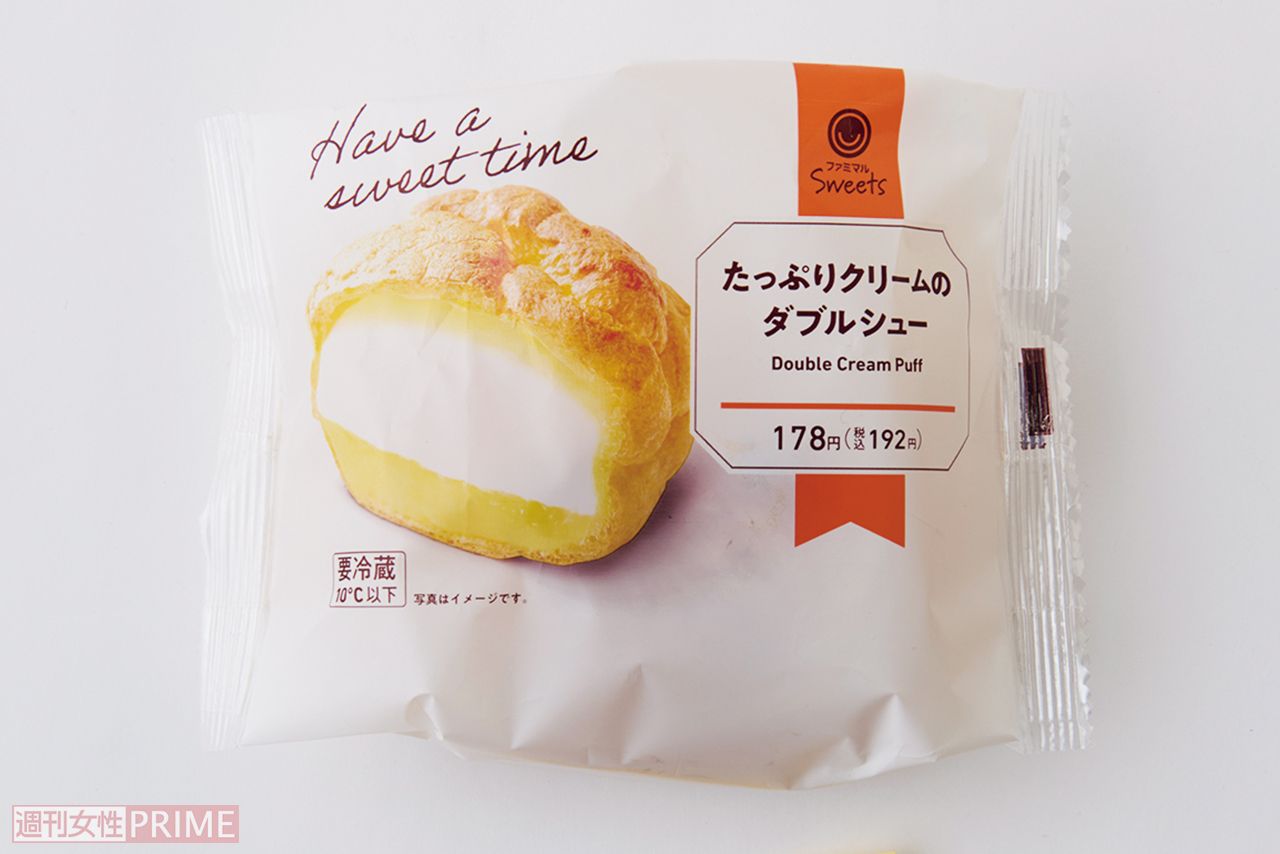 Have a
sweet time
ファミマル
Sweets
たっぷりクリームの
ダブルシュー
Double Cream Puff
178円(税込192円)
要冷蔵
10℃以下
写真はイメージです。
週刊女性PRIME